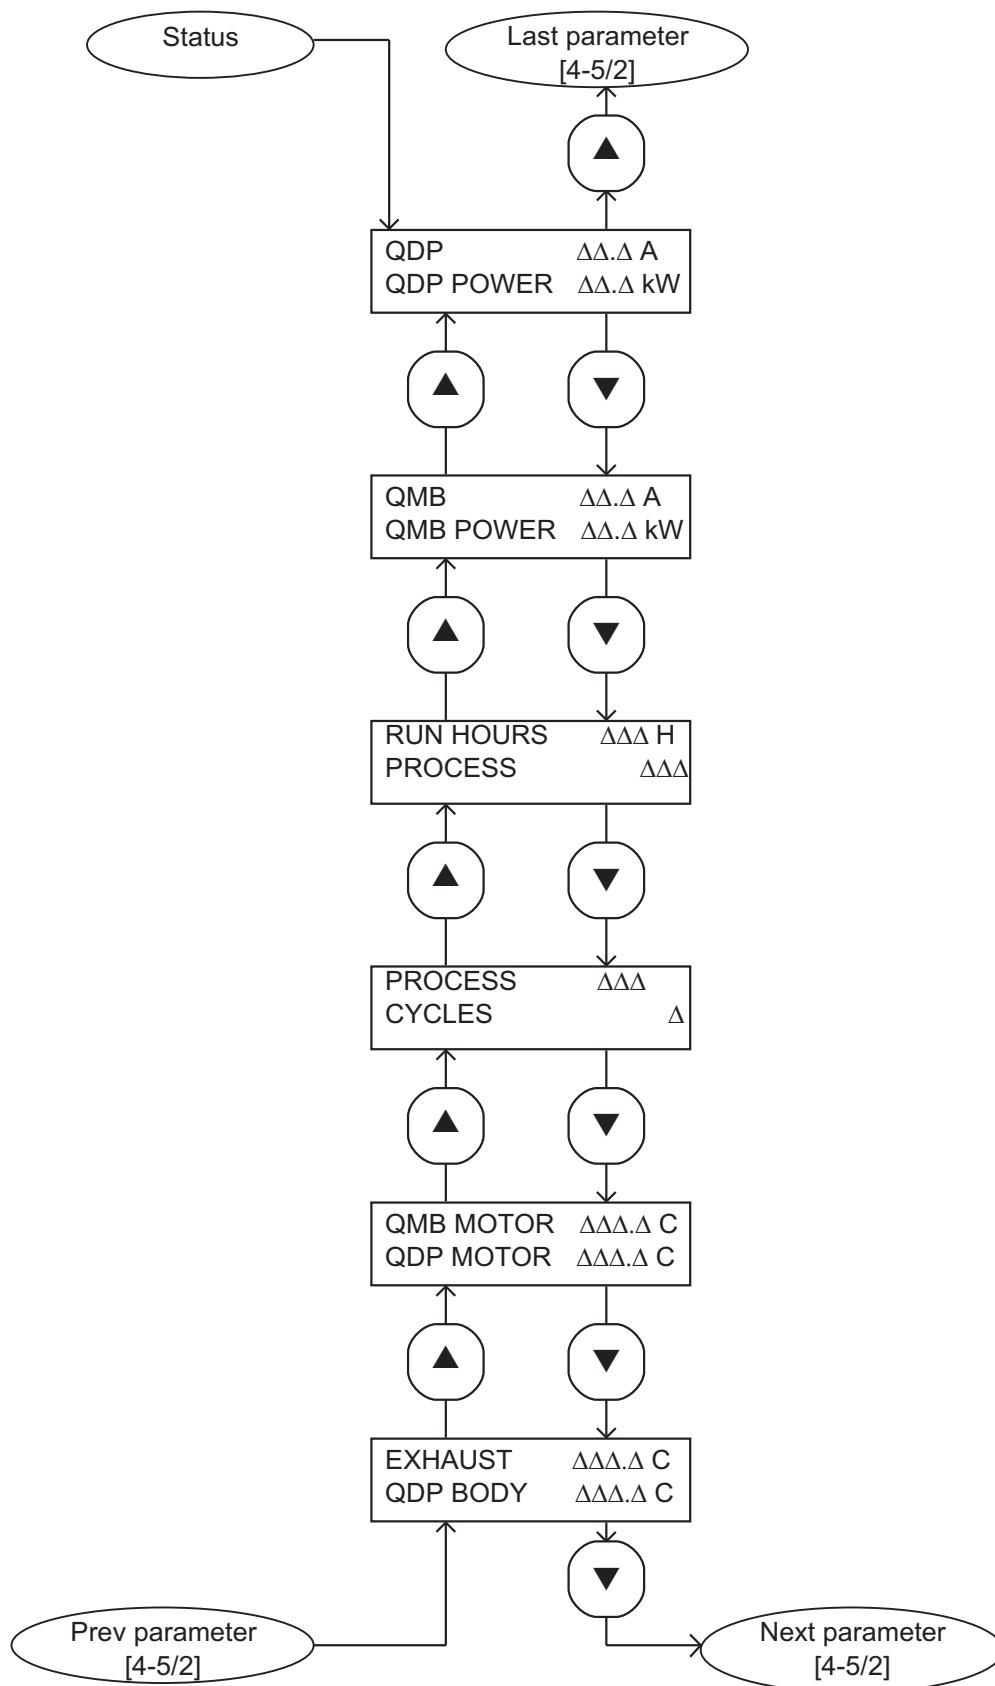 Status
Last parameter
[4-5/2]
QDP ΔΔ.Δ A
QDP POWER ΔΔ.Δ kW
QMB ΔΔ.Δ A
QMB POWER ΔΔ.Δ kW
RUN HOURS ΔΔΔ H
PROCESS ΔΔΔ
PROCESS ΔΔΔ
CYCLES Δ
QMB MOTOR ΔΔΔ.Δ C
QDP MOTOR ΔΔΔ.Δ C
EXHAUST ΔΔΔ.Δ C
QDP BODY ΔΔΔ.Δ C
Prev parameter
[4-5/2]
Next parameter
[4-5/2]